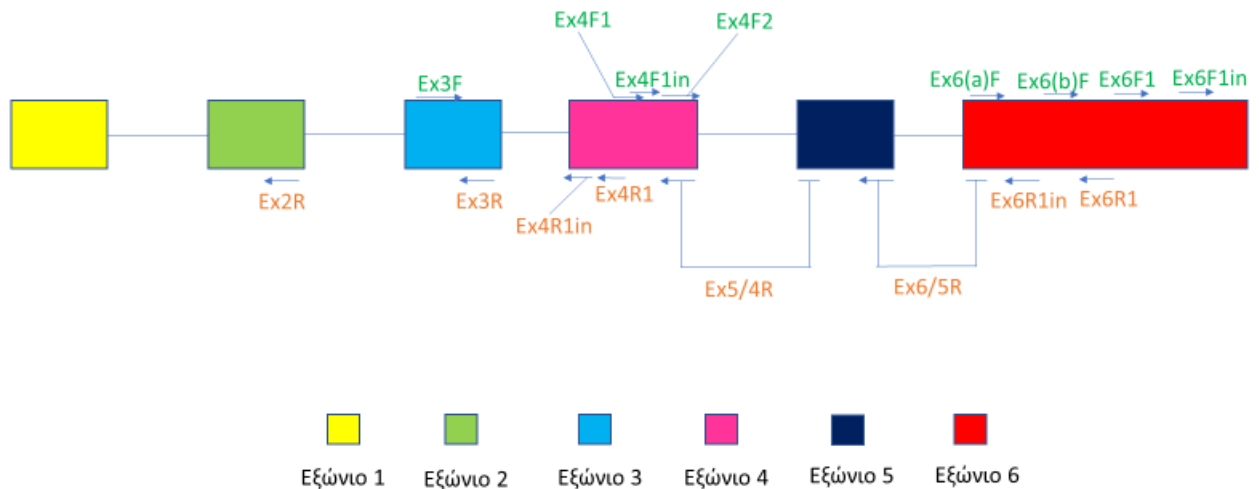 Ex4F1
Ex4F2
Ex3F
Ex4F1in
Ex6(a)F
Ex6(b)F
Ex6F1
Ex6F1in
Ex2R
Ex3R
Ex4R1
Ex4R1in
Ex6R1in
Ex6R1
Ex5/4R
Ex6/5R
Εξώνιο 1
Εξώνιο 2
Εξώνιο 3
Εξώνιο 4
Εξώνιο 5
Εξώνιο 6